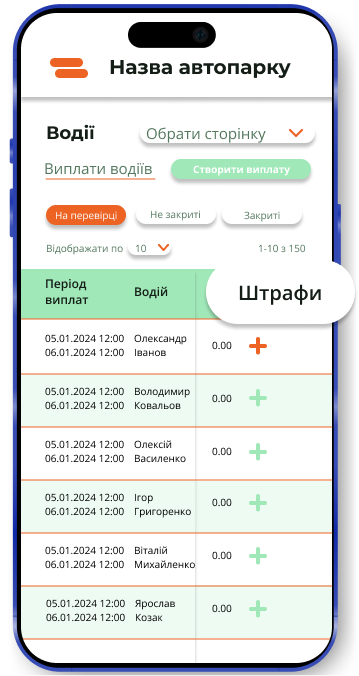 Назва автопарку
Водії
Обрати сторінку
Виплати водіїв
Створити виплату
На перевірці
Не закриті
Закриті
Відображати по 10
1-10 з 150
Період виплат
Водій
Штрафи
05.01.2024 12:00 Олександр 0.00
06.01.2024 12:00 Іванов
05.01.2024 12:00 Володимир 0.00
06.01.2024 12:00 Ковальов
05.01.2024 12:00 Олексій 0.00
06.01.2024 12:00 Василенко
05.01.2024 12:00 Ігор 0.00
06.01.2024 12:00 Григоренко
05.01.2024 12:00 Віталій 0.00
06.01.2024 12:00 Михайленко
05.01.2024 12:00 Ярослав 0.00
06.01.2024 12:00 Козак